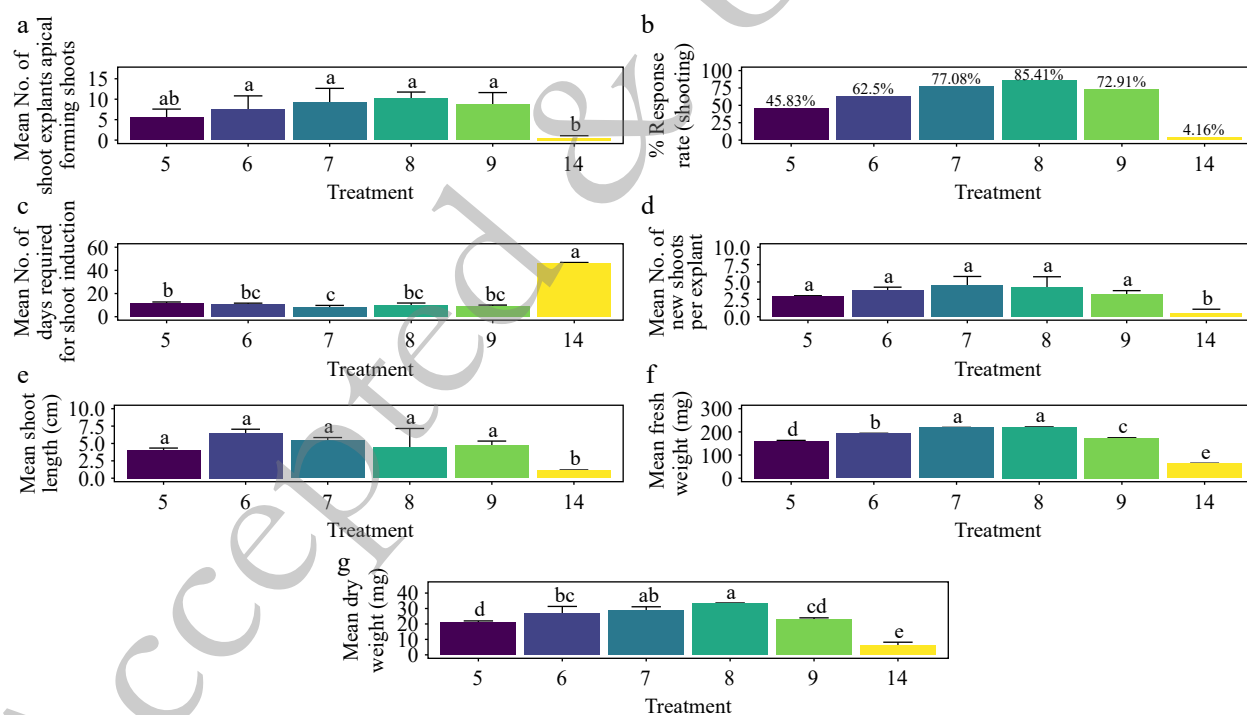 a
Mean No. of
shoot explants apical
forming shoots
15
10
5
0
ab
a
a
a
a
b
5 6 7 8 9 14
Treatment
b
% Response
rate (shooting)
100
75
50
25
0
45.83%
62.5%
77.08%
85.41%
72.91%
4.16%
5 6 7 8 9 14
Treatment
c
Mean No. of
days required
for shoot induction
60
40
20
0
b
bc
c
bc
bc
a
5 6 7 8 9 14
Treatment
d
Mean No. of
new shoots
per explant
10.0
7.5
5.0
2.5
0.0
a
a
a
a
a
b
5 6 7 8 9 14
Treatment
e
Mean shoot
length (cm)
10.0
7.5
5.0
2.5
0.0
a
a
a
a
a
b
5 6 7 8 9 14
Treatment
f
Mean fresh
weight (mg)
300
200
100
0
d
b
a
a
c
e
5 6 7 8 9 14
Treatment
g
Mean dry
weight (mg)
40
30
20
10
0
d
bc
ab
a
cd
e
5 6 7 8 9 14
Treatment
Accepted &